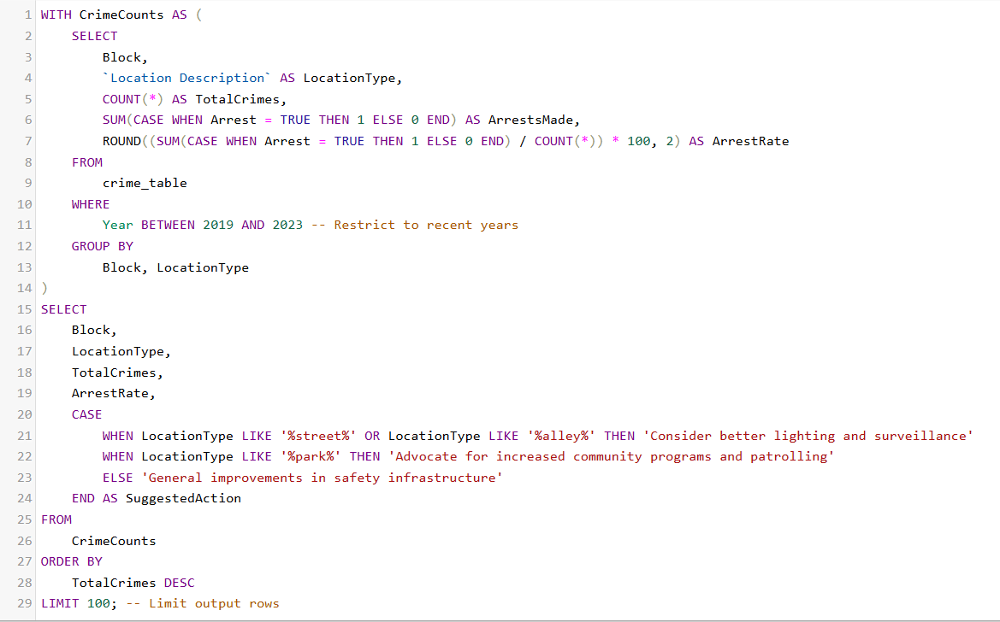 1 WITH CrimeCounts AS (
2     SELECT
3         Block,
4         `Location Description` AS LocationType,
5         COUNT(*) AS TotalCrimes,
6         SUM(CASE WHEN Arrest = TRUE THEN 1 ELSE 0 END) AS ArrestsMade,
7         ROUND((SUM(CASE WHEN Arrest = TRUE THEN 1 ELSE 0 END) / COUNT(*)) * 100, 2) AS ArrestRate
8     FROM
9         crime_table
10     WHERE
11         Year BETWEEN 2019 AND 2023 -- Restrict to recent years
12     GROUP BY
13         Block, LocationType
14 )
15 SELECT
16     Block,
17     LocationType,
18     TotalCrimes,
19     ArrestRate,
20     CASE
21         WHEN LocationType LIKE '%street%' OR LocationType LIKE '%alley%' THEN 'Consider better lighting and surveillance'
22         WHEN LocationType LIKE '%park%' THEN 'Advocate for increased community programs and patrolling'
23         ELSE 'General improvements in safety infrastructure'
24     END AS SuggestedAction
25 FROM
26     CrimeCounts
27 ORDER BY
28     TotalCrimes DESC
29 LIMIT 100; -- Limit output rows